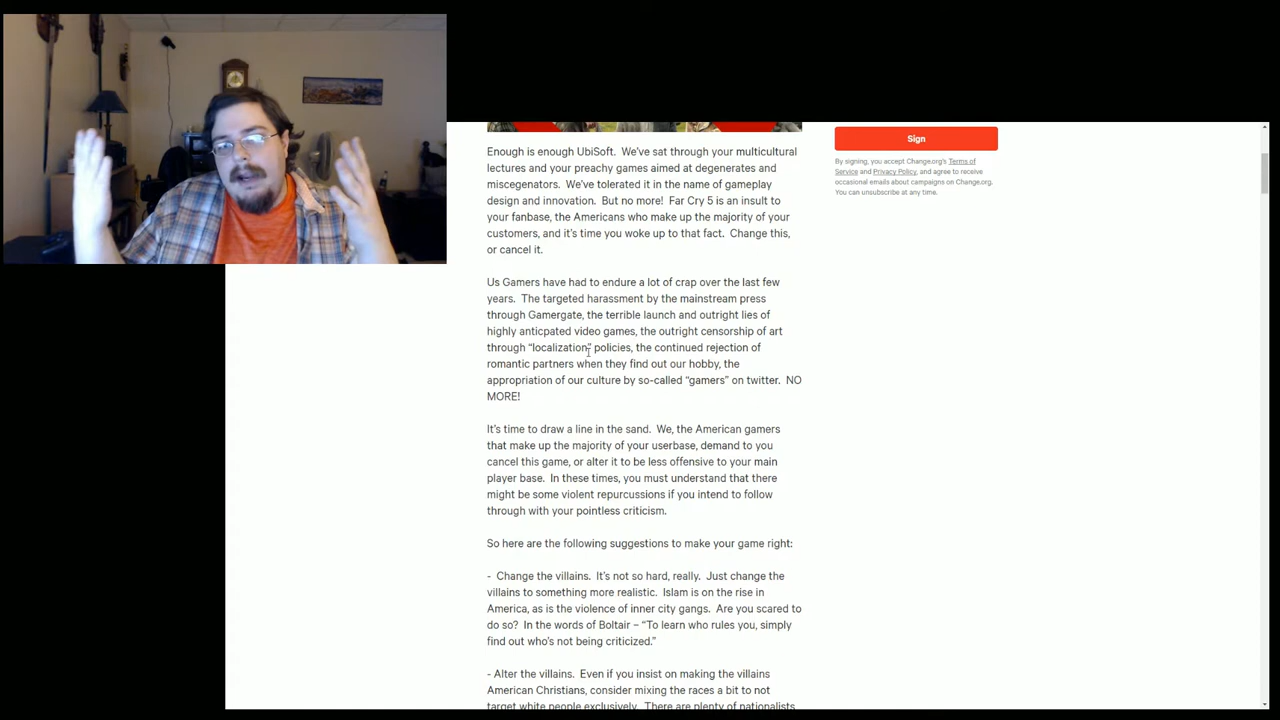 Enough is enough UbiSoft.  We've sat through your multicultural
lectures and your preachy games aimed at degenerates and
miscegenators.  We've tolerated it in the name of gameplay
design and innovation.  But no more!  Far Cry 5 is an insult to
your fanbase, the Americans who make up the majority of your
customers, and it's time you woke up to that fact.  Change this,
or cancel it.
Us Gamers have had to endure a lot of crap over the last few
years.  The targeted harassment by the mainstream press
through Gamergate, the terrible launch and outright lies of
highly anticpated video games, the outright censorship of art
through “localization” policies, the continued rejection of
romantic partners when they find out our hobby, the
appropriation of our culture by so-called “gamers” on twitter.  NO
MORE!
It's time to draw a line in the sand.  We, the American gamers
that make up the majority of your userbase, demand to you
cancel this game, or alter it to be less offensive to your main
player base.  In these times, you must understand that there
might be some violent repurcussions if you intend to follow
through with your pointless criticism.
So here are the following suggestions to make your game right:
-  Change the villains.  It's not so hard, really.  Just change the
villains to something more realistic.  Islam is on the rise in
America, as is the violence of inner city gangs.  Are you scared to
do so?  In the words of Boltair – “To learn who rules you, simply
find out who's not being criticized.”
- Alter the villains.  Even if you insist on making the villains
American Christians, consider mixing the races a bit to not
target white people exclusively.  There are plenty of nationalists
Sign
By signing, you accept Change.org's Terms of
Service and Privacy Policy, and agree to receive
occasional emails about campaigns on Change.org.
You can unsubscribe at any time.